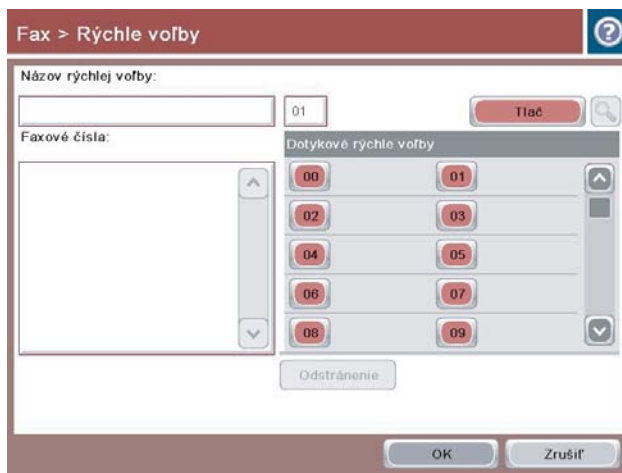 Fax > Rýchle voľby
Názov rýchlej voľby:
01
Tlač
Faxové čísla:
Dotykové rýchle voľby
00 01
02 03
04 05
06 07
08 09
Odstránenie
OK Zrušiť